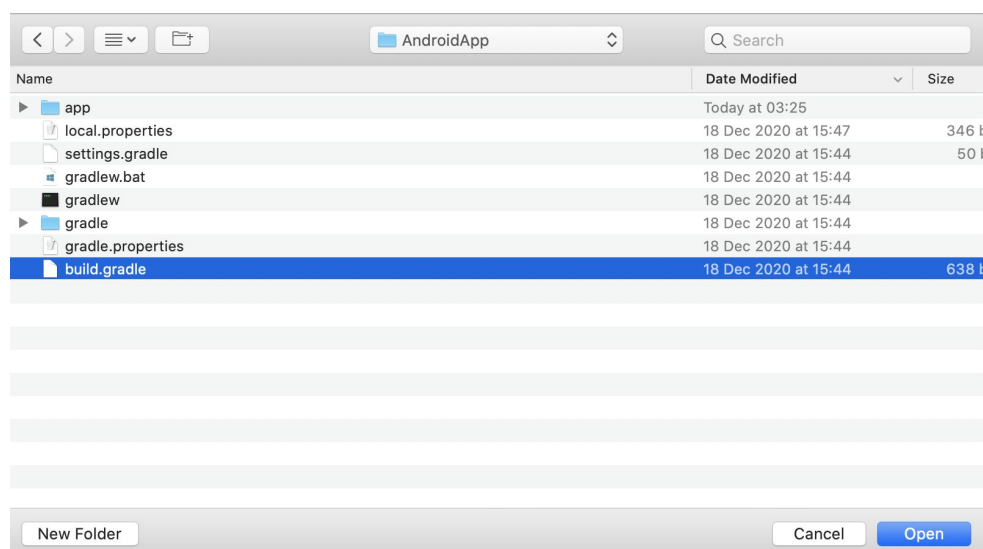 AndroidApp
Search
Name Date Modified Size
app Today at 03:25
local.properties 18 Dec 2020 at 15:47 346 b
settings.gradle 18 Dec 2020 at 15:44 50 b
gradlew.bat 18 Dec 2020 at 15:44
gradlew 18 Dec 2020 at 15:44
gradle 18 Dec 2020 at 15:44
gradle.properties 18 Dec 2020 at 15:44
build.gradle 18 Dec 2020 at 15:44 638 b
New Folder Cancel Open